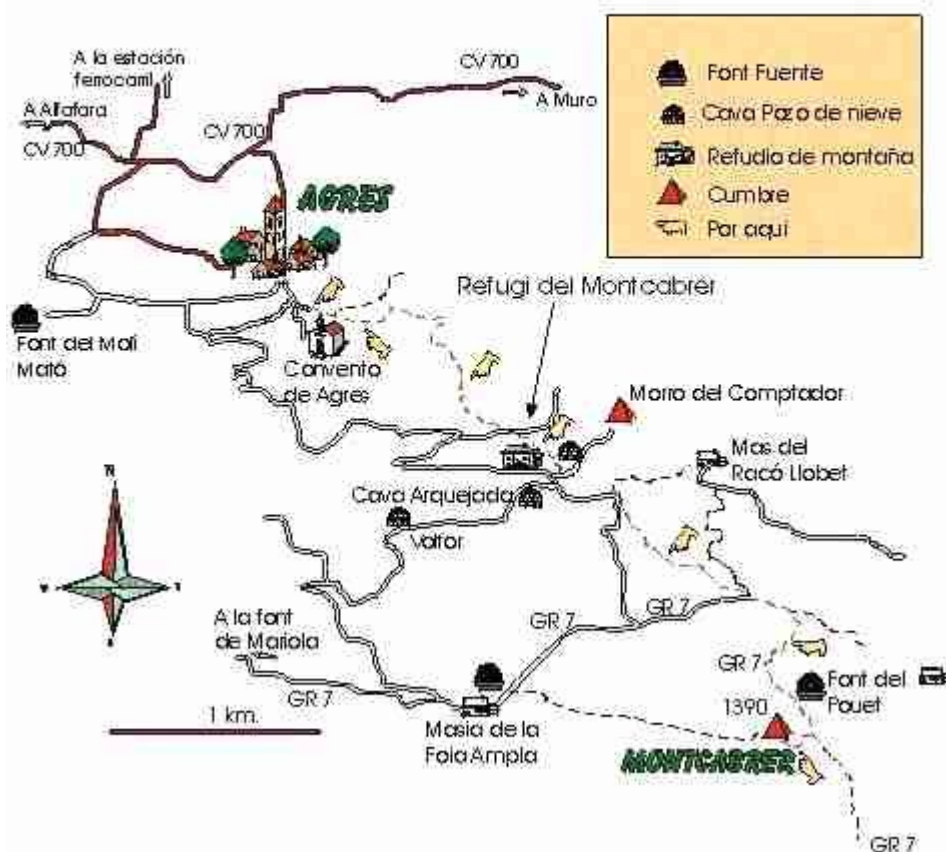 A la estación
ferrocarril
CV 700
A Alfafara
A Muro
CV 700
CV 700
Font Fuente
Cava Pozo de nieve
Refudia de montaña
Cumbre
Por aquí
AGRES
Refugi del Montcabrer
Font del Molí
Mató
Convento
de Agres
Morro del Comptador
Mas del
Racó Llobet
N
Cava Arquejada
Valtor
A la font
de Mariola
GR 7
GR 7
GR 7
GR 7
1 km.
Masia de la
Foia Ampla
1390
Font del
Pouet
MONTCABRER
GR 7